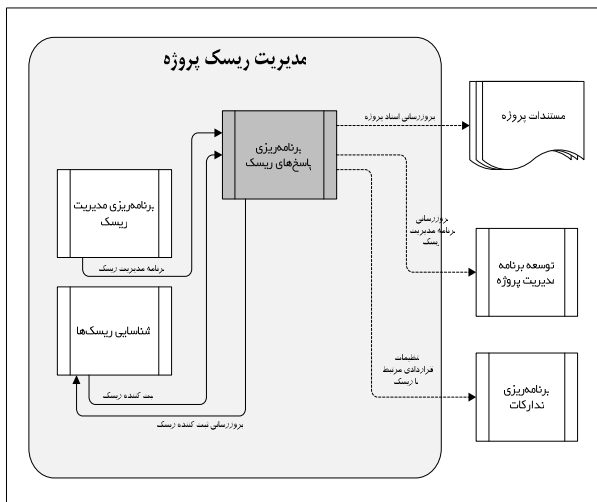 مدیریت ریسک پروژه
برنامه‌ریزی
پاسخ‌های ریسک
بروزرسانی اسناد پروژه
مستندات پروژه
برنامه‌ریزی مدیریت
ریسک
برنامه مدیریت ریسک
بروزرسانی
برنامه مدیریت
ریسک
توسعه برنامه
مدیریت پروژه
شناسایی ریسک‌ها
ثبت کننده ریسک
بروزرسانی ثبت کننده ریسک
تنظیمات
قراردادی مرتبط
با ریسک
برنامه‌ریزی
تدارکات